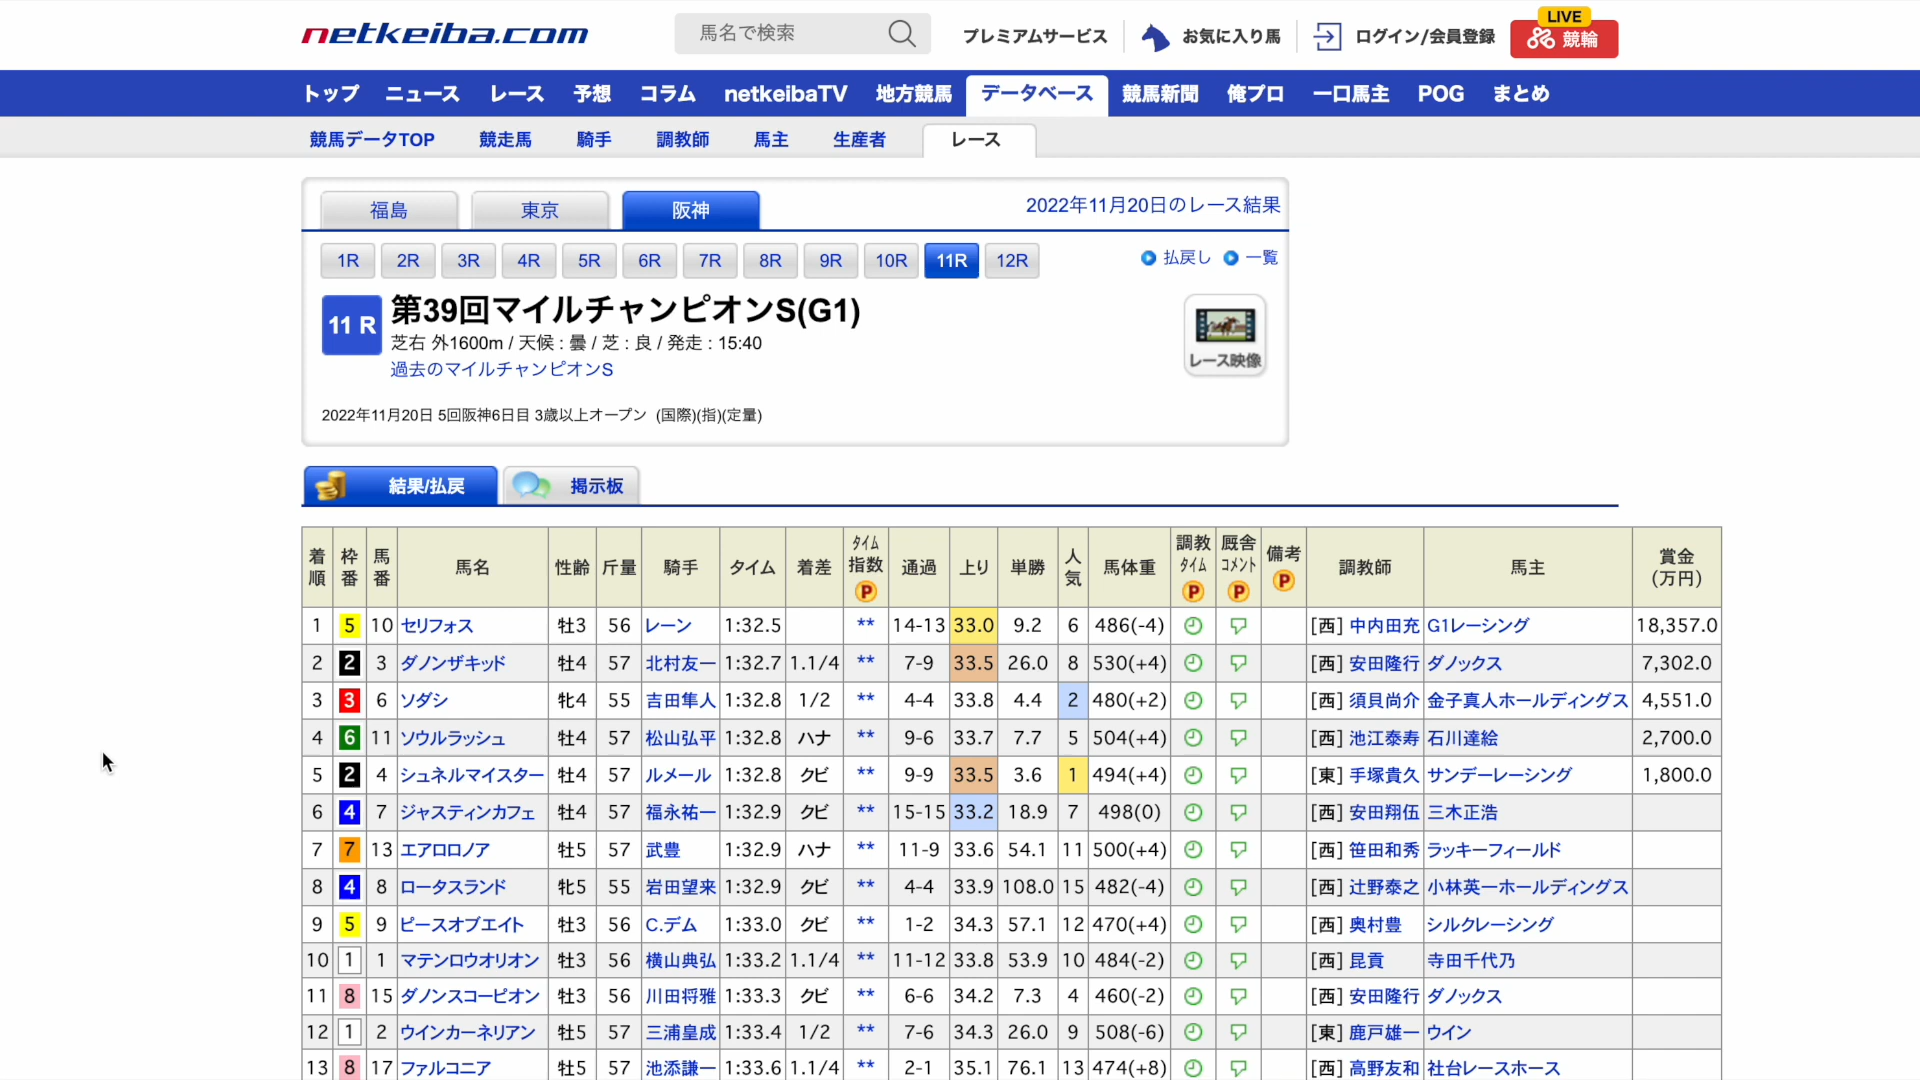 netkeiba.com
馬名で検索
プレミアムサービス
お気に入り馬
ログイン/会員登録
LIVE
競輪
トップ ニュース レース 予想 コラム netkeibaTV 地方競馬 データベース 競馬新聞 俺プロ 一口馬主 POG まとめ
競馬データTOP 競走馬 騎手 調教師 馬主 生産者 レース
福島 東京 阪神 2022年11月20日のレース結果
1R 2R 3R 4R 5R 6R 7R 8R 9R 10R 11R 12R 払戻し 一覧
11 R 第39回マイルチャンピオンS(G1)
芝右 外1600m / 天候 : 曇 / 芝 : 良 / 発走 : 15:40
過去のマイルチャンピオンS
レース映像
2022年11月20日 5回阪神6日目 3歳以上オープン (国際)(指)(定量)
結果/払戻 掲示板
着順 枠番 馬番 馬名 性齢 斤量 騎手 タイム 着差 ﾀｲﾑ指数 P 通過 上り 単勝 人気 馬体重 調教ﾀｲﾑ P 厩舎ｺﾒﾝﾄ P 備考 P 調教師 馬主 賞金(万円)
1 5 10 セリフォス 牡3 56 レーン 1:32.5 ** 14-13 33.0 9.2 6 486(-4) [西] 中内田充 G1レーシング 18,357.0
2 2 3 ダノンザキッド 牡4 57 北村友一 1:32.7 1.1/4 ** 7-9 33.5 26.0 8 530(+4) [西] 安田隆行 ダノックス 7,302.0
3 3 6 ソダシ 牝4 55 吉田隼人 1:32.8 1/2 ** 4-4 33.8 4.4 2 480(+2) [西] 須貝尚介 金子真人ホールディングス 4,551.0
4 6 11 ソウルラッシュ 牡4 57 松山弘平 1:32.8 ハナ ** 9-6 33.7 7.7 5 504(+4) [西] 池江泰寿 石川達絵 2,700.0
5 2 4 シュネルマイスター 牡4 57 ルメール 1:32.8 クビ ** 9-9 33.5 3.6 1 494(+4) [東] 手塚貴久 サンデーレーシング 1,800.0
6 4 7 ジャスティンカフェ 牡4 57 福永祐一 1:32.9 クビ ** 15-15 33.2 18.9 7 498(0) [西] 安田翔伍 三木正浩
7 7 13 エアロロノア 牡5 57 武豊 1:32.9 ハナ ** 11-9 33.6 54.1 11 500(+4) [西] 笹田和秀 ラッキーフィールド
8 4 8 ロータスランド 牝5 55 岩田望来 1:32.9 クビ ** 4-4 33.9 108.0 15 482(-4) [西] 辻野泰之 小林英一ホールディングス
9 5 9 ピースオブエイト 牡3 56 C.デム 1:33.0 クビ ** 1-2 34.3 57.1 12 470(+4) [西] 奥村豊 シルクレーシング
10 1 1 マテンロウオリオン 牡3 56 横山典弘 1:33.2 1.1/4 ** 11-12 33.8 53.9 10 484(-2) [西] 昆貢 寺田千代乃
11 8 15 ダノンスコーピオン 牡3 56 川田将雅 1:33.3 クビ ** 6-6 34.2 7.3 4 460(-2) [西] 安田隆行 ダノックス
12 1 2 ウインカーネリアン 牡5 57 三浦皇成 1:33.4 1/2 ** 7-6 34.3 26.0 9 508(-6) [東] 鹿戸雄一 ウイン
13 8 17 ファルコニア 牡5 57 池添謙一 1:33.6 1.1/4 ** 2-1 35.1 76.1 13 474(+8) [西] 高野友和 社台レースホース